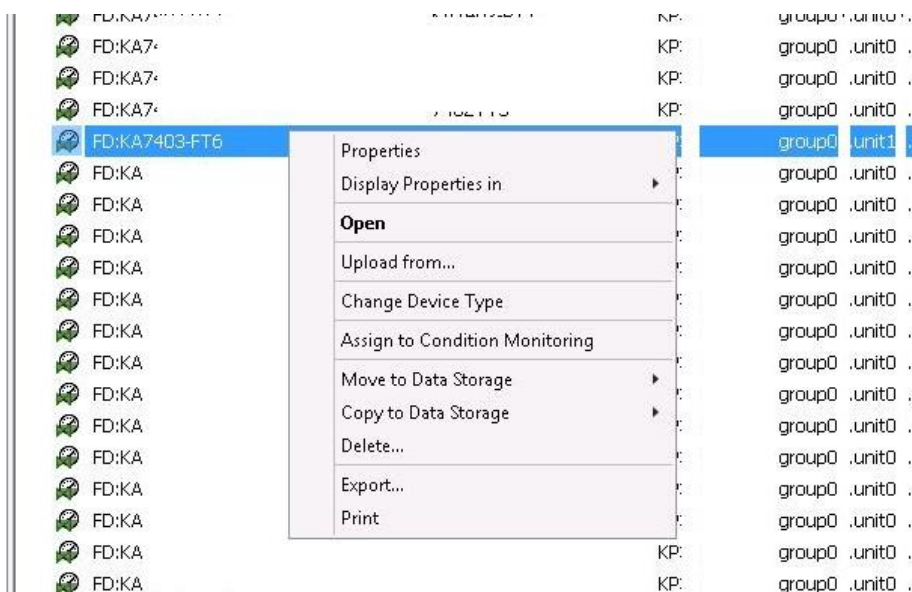 FD:KA7 KP: group0 .unit0 .
FD:KA7 KP: group0 .unit0 .
FD:KA7 KP: group0 .unit0 .
FD:KA7403-FT6 group0 .unit1 .
Properties
FD:KA group0 .unit0 .
Display Properties in
FD:KA group0 .unit0 .
Open
FD:KA group0 .unit0 .
Upload from...
FD:KA group0 .unit0 .
Change Device Type
FD:KA group0 .unit0 .
Assign to Condition Monitoring
FD:KA group0 .unit0 .
FD:KA group0 .unit0 .
Move to Data Storage
FD:KA group0 .unit0 .
Copy to Data Storage
FD:KA group0 .unit0 .
Delete...
FD:KA group0 .unit0 .
Export...
FD:KA group0 .unit0 .
Print
FD:KA group0 .unit0 .
FD:KA KP: group0 .unit0 .
FD:KA KP: group0 .unit0 .